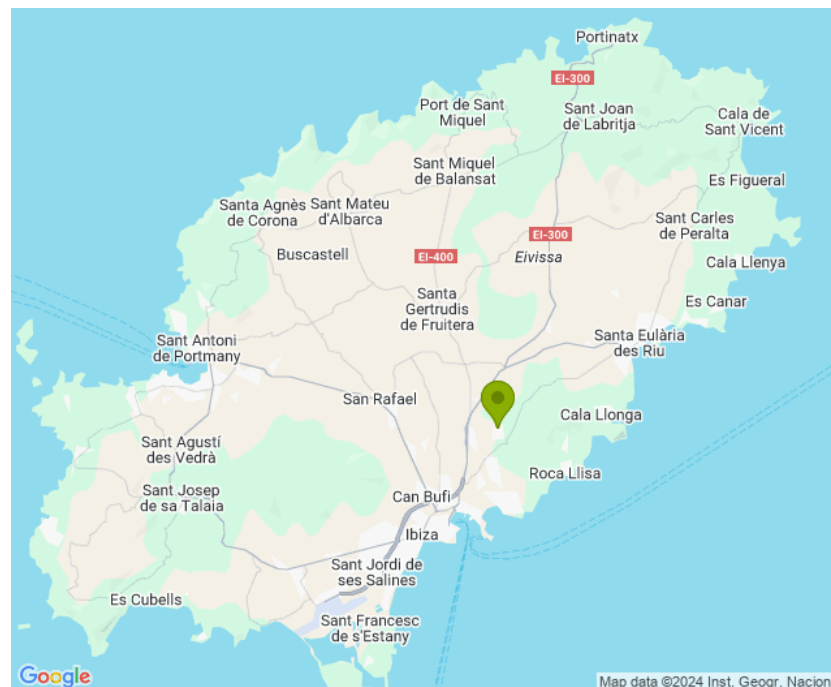 Portinatx
EI-300
Port de Sant
Miquel
Sant Joan
de Labritja
Cala de
Sant Vicent
Sant Miquel
de Balansat
Es Figueral
Santa Agnès
de Corona
Sant Mateu
d'Albarca
Sant Carles
de Peralta
EI-300
Buscastell
EI-400
Eivissa
Cala Llenya
Santa
Gertrudis
de Fruitera
Es Canar
Sant Antoni
de Portmany
Santa Eulària
des Riu
San Rafael
Cala Llonga
Sant Agustí
des Vedrà
Roca Llisa
Sant Josep
de sa Talaia
Can Bufi
Ibiza
Sant Jordi de
ses Salines
Es Cubells
Sant Francesc
de s'Estany
Google
Map data ©2024 Inst. Geogr. Nacion